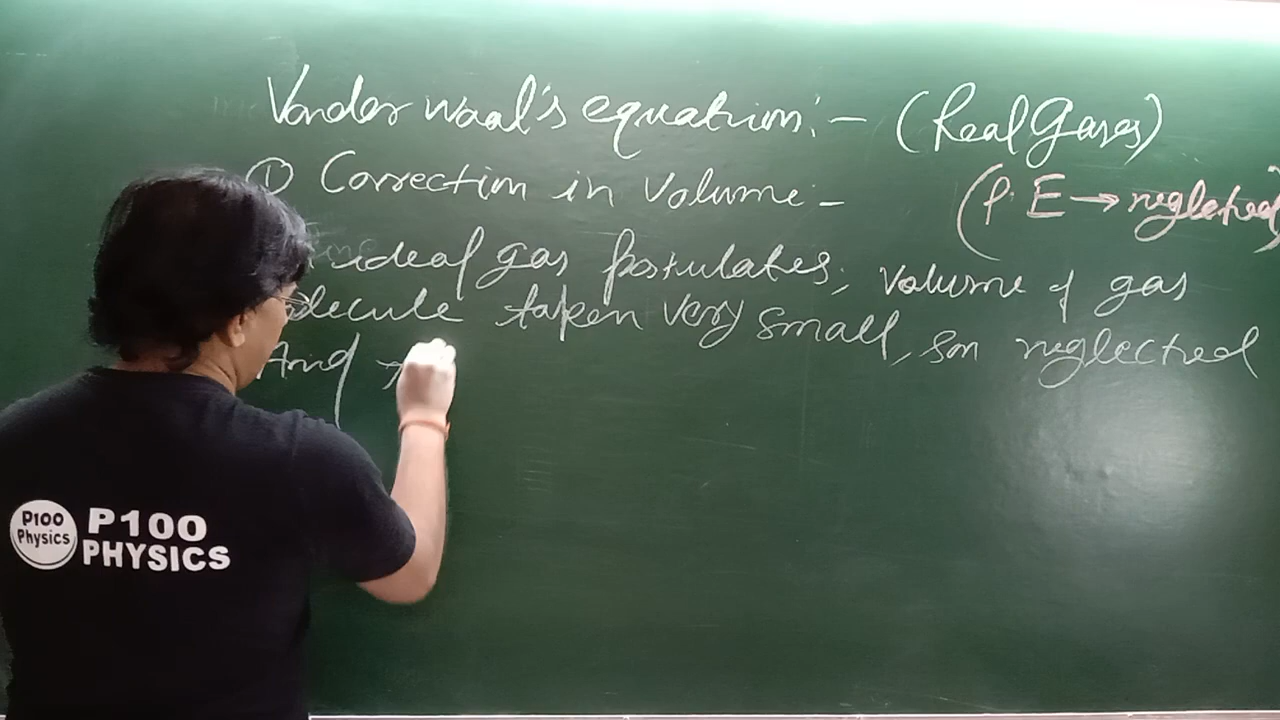 Vander Waal's equation:- (Real Gases)
① Correction in Volume:-
(P.E → neglected)
ideal gas Postulates, Volume of gas
molecule taken very small, so neglected
And
P100
Physics
P100
PHYSICS